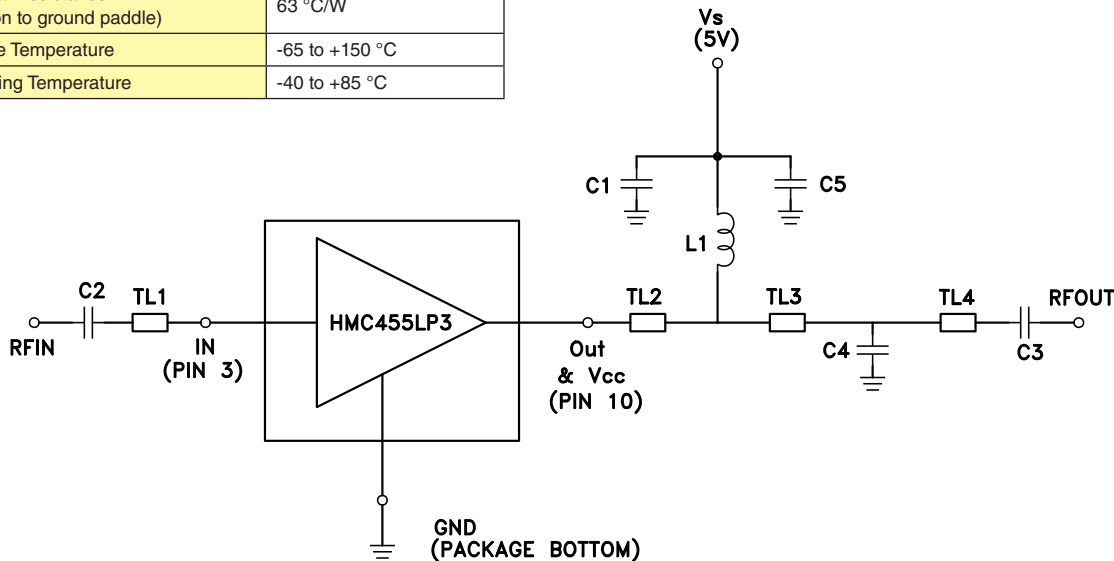 on to ground paddle)
63 °C/W
e Temperature
-65 to +150 °C
ing Temperature
-40 to +85 °C
Vs
(5V)
C1
C5
L1
C2
TL1
HMC455LP3
TL2
TL3
TL4
RFOUT
RFIN
IN
(PIN 3)
Out
& Vcc
(PIN 10)
C4
C3
GND
(PACKAGE BOTTOM)